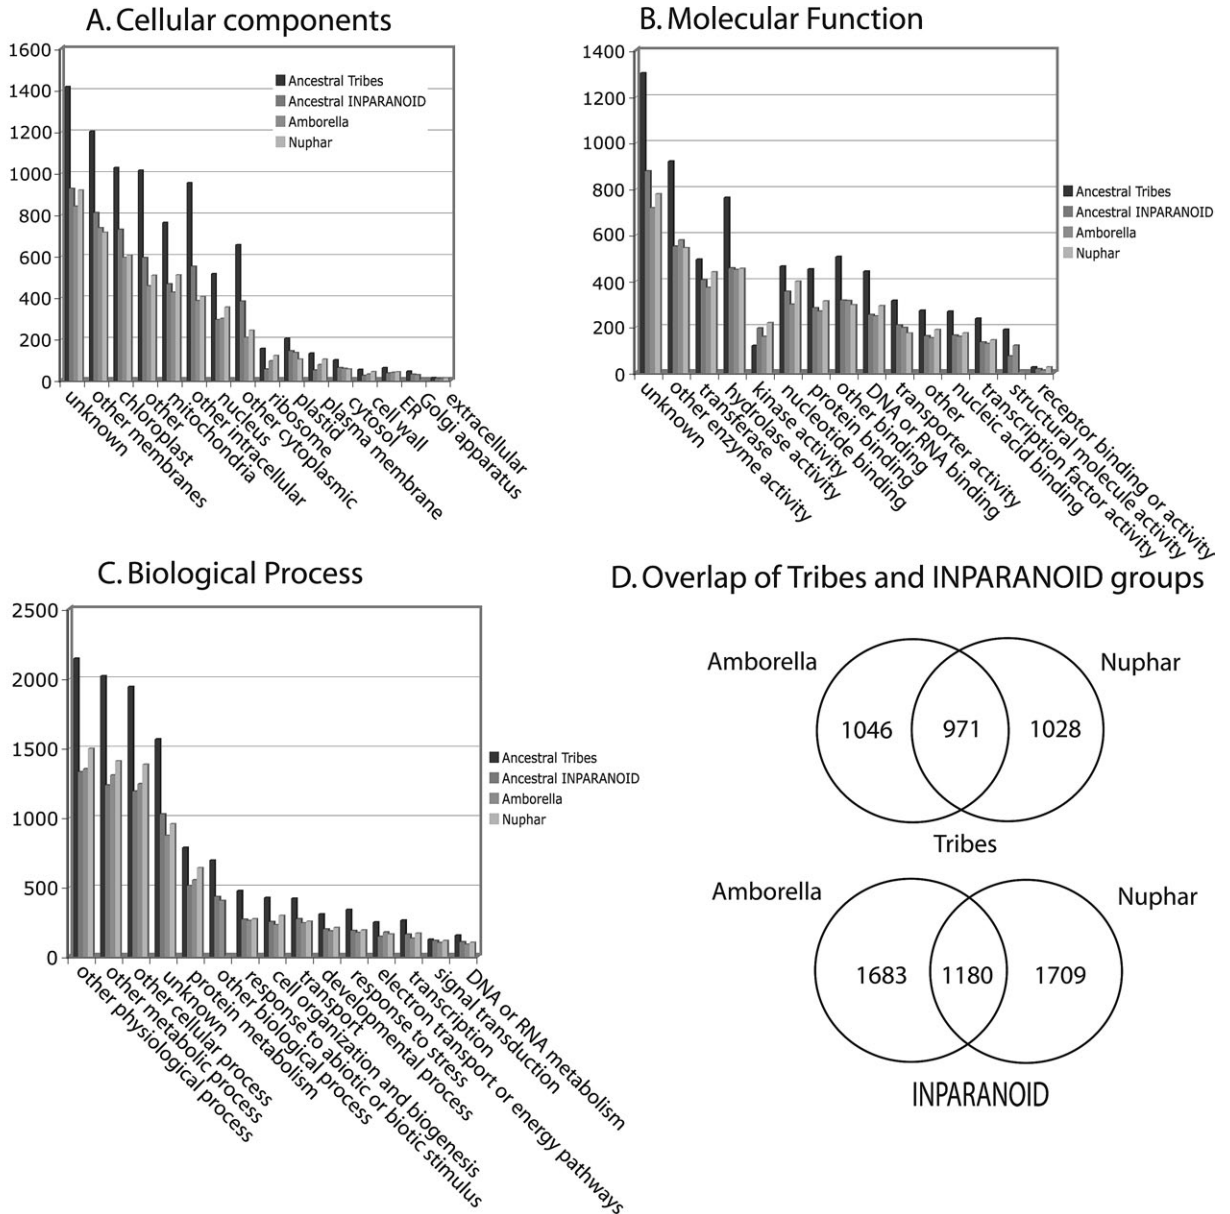 A. Cellular components
1600
1400
1200
1000
800
600
400
200
0
Ancestral Tribes
Ancestral INPARANOID
Amborella
Nuphar
unknown
other membranes
chloroplast
other
mitochondria
other intracellular
nucleus
other cytoplasmic
ribosome
plastid
plasma membrane
cytosol
cell wall
ER
Golgi apparatus
extracellular
B. Molecular Function
1400
1200
1000
800
600
400
200
0
Ancestral Tribes
Ancestral INPARANOID
Amborella
Nuphar
unknown
other enzyme activity
transferase
hydrolase activity
kinase activity
nucleotide binding
protein binding
other binding
DNA or RNA binding
transporter activity
other
nucleic acid binding
transcription factor activity
structural molecule activity
receptor binding or activity
C. Biological Process
2500
2000
1500
1000
500
0
Ancestral Tribes
Ancestral INPARANOID
Amborella
Nuphar
other physiological process
other metabolic process
other cellular process
unknown
protein metabolism
other biological process
response to abiotic or biotic stimulus
cell organization and biogenesis
transport
developmental process
response to stress
electron transport or energy pathways
transcription
signal transduction
DNA or RNA metabolism
D. Overlap of Tribes and INPARANOID groups
Amborella
Nuphar
1046
971
1028
Tribes
Amborella
Nuphar
1683
1180
1709
INPARANOID